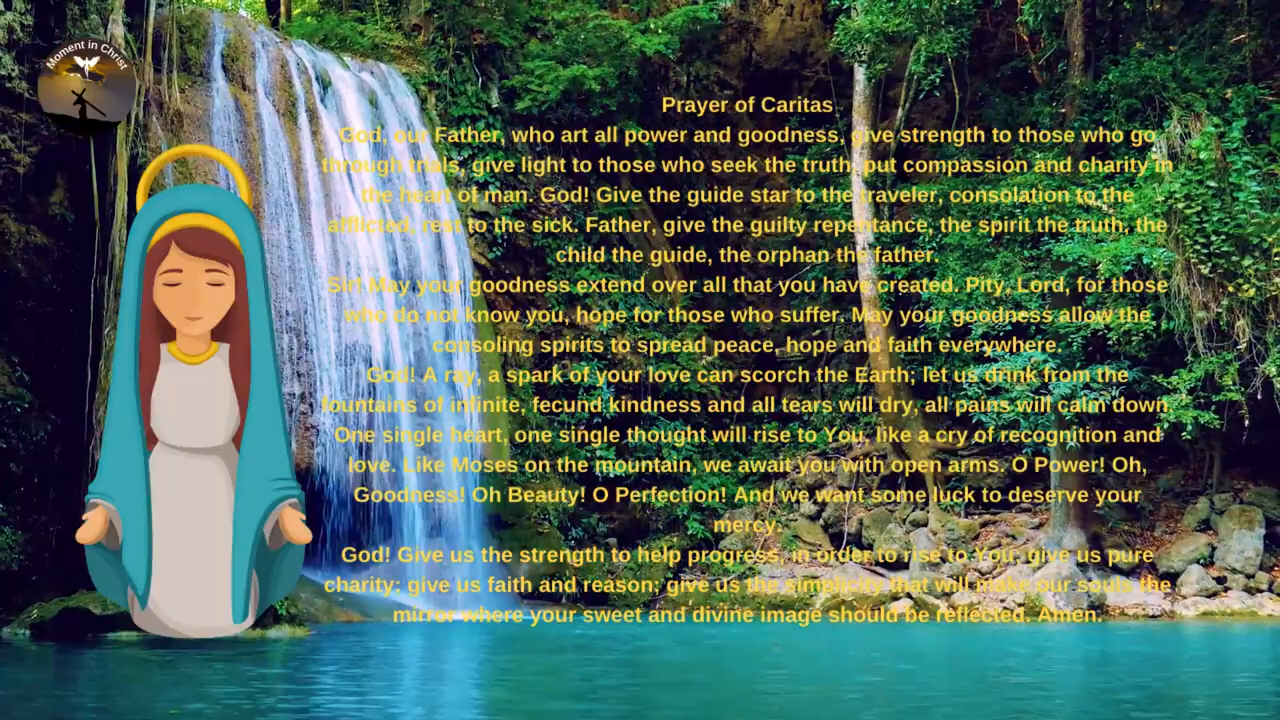 Moment in Christ
Prayer of Caritas
God, our Father, who art all power and goodness, give strength to those who go
through trials, give light to those who seek the truth, put compassion and charity in
the heart of man. God! Give the guide star to the traveler, consolation to the
afflicted, rest to the sick. Father, give the guilty repentance, the spirit the truth, the
child the guide, the orphan the father.
Sir! May your goodness extend over all that you have created. Pity, Lord, for those
who do not know you, hope for those who suffer. May your goodness allow the
consoling spirits to spread peace, hope and faith everywhere.
God! A ray, a spark of your love can scorch the Earth; let us drink from the
fountains of infinite, fecund kindness and all tears will dry, all pains will calm down.
One single heart, one single thought will rise to You, like a cry of recognition and
love. Like Moses on the mountain, we await you with open arms. O Power! Oh,
Goodness! Oh Beauty! O Perfection! And we want some luck to deserve your
mercy.
God! Give us the strength to help progress, in order to rise to You; give us pure
charity; give us faith and reason; give us the simplicity that will make our souls the
mirror where your sweet and divine image should be reflected. Amen.